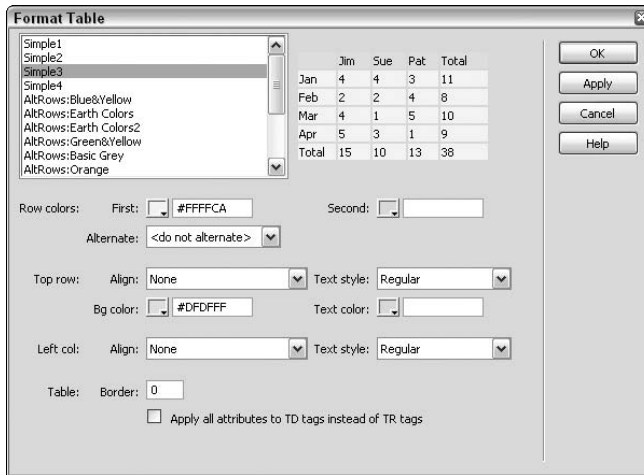 Format Table
Simple1
Simple2
Simple3
Simple4
AltRows:Blue&Yellow
AltRows:Earth Colors
AltRows:Earth Colors2
AltRows:Green&Yellow
AltRows:Basic Grey
AltRows:Orange
Jim Sue Pat Total
Jan 4 4 3 11
Feb 2 2 4 8
Mar 4 1 5 10
Apr 5 3 1 9
Total 15 10 13 38
OK
Apply
Cancel
Help
Row colors: First: #FFFFCA Second:
Alternate: <do not alternate>
Top row: Align: None Text style: Regular
Bg color: #DFDFFF Text color:
Left col: Align: None Text style: Regular
Table: Border: 0
Apply all attributes to TD tags instead of TR tags